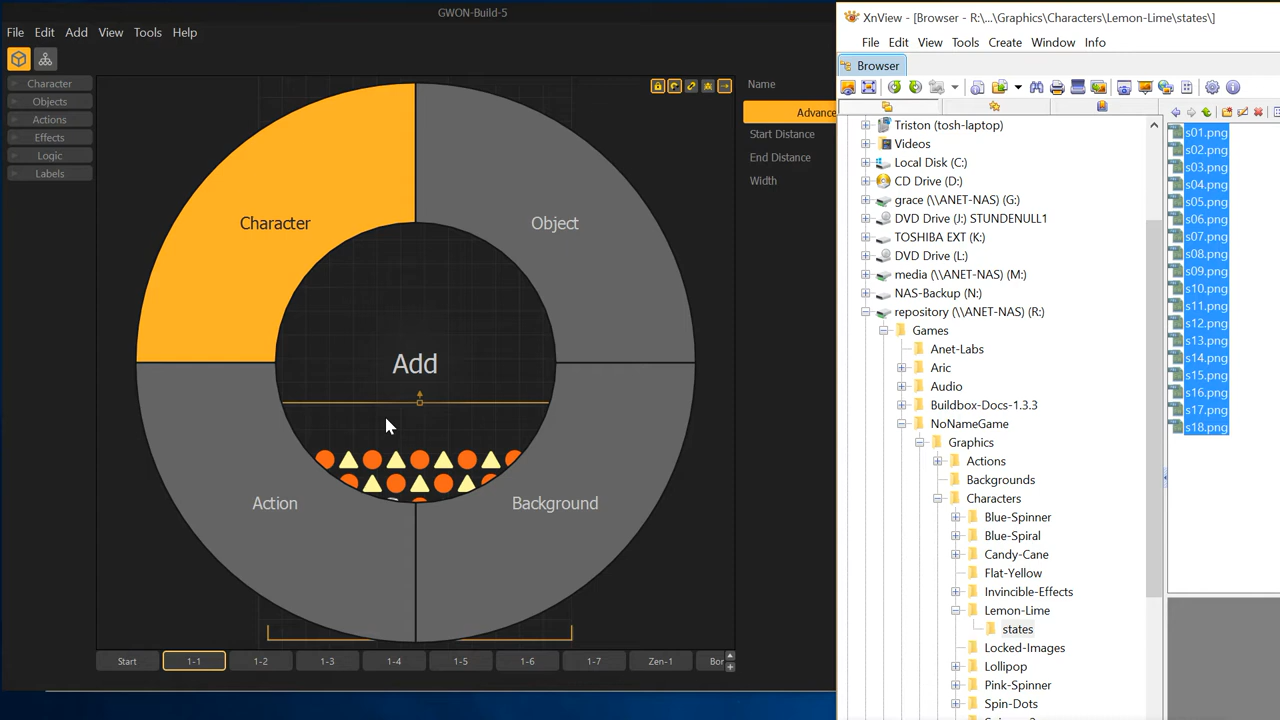 GWON-Build-5
File Edit Add View Tools Help
Character
Objects
Actions
Effects
Logic
Labels
Character
Object
Add
Action
Background
Name
Advance
Start Distance
End Distance
Width
Start 1-1 1-2 1-3 1-4 1-5 1-6 1-7 Zen-1 Bor
XnView - [Browser - R:\...\Graphics\Characters\Lemon-Lime\states\]
File Edit View Tools Create Window Info
Browser
Triston (tosh-laptop)
Videos
Local Disk (C:)
CD Drive (D:)
grace (\\ANET-NAS) (G:)
DVD Drive (J:) STUNDENULL1
TOSHIBA EXT (K:)
DVD Drive (L:)
media (\\ANET-NAS) (M:)
NAS-Backup (N:)
repository (\\ANET-NAS) (R:)
Games
Anet-Labs
Aric
Audio
Buildbox-Docs-1.3.3
NoNameGame
Graphics
Actions
Backgrounds
Characters
Blue-Spinner
Blue-Spiral
Candy-Cane
Flat-Yellow
Invincible-Effects
Lemon-Lime
states
Locked-Images
Lollipop
Pink-Spinner
Spin-Dots
s01.png
s02.png
s03.png
s04.png
s05.png
s06.png
s07.png
s08.png
s09.png
s10.png
s11.png
s12.png
s13.png
s14.png
s15.png
s16.png
s17.png
s18.png